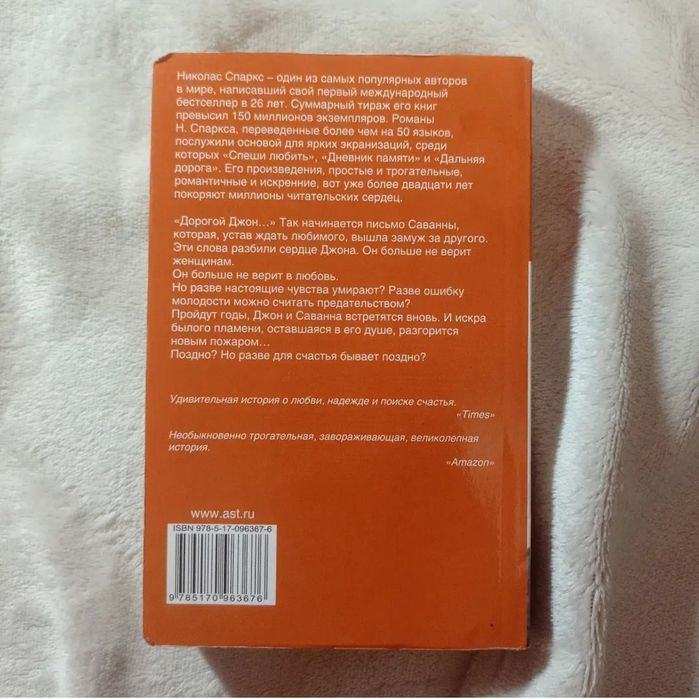 Николас Спаркс – один из самых популярных авторов
в мире, написавший свой первый международный
бестселлер в 26 лет. Суммарный тираж его книг
превысил 150 миллионов экземпляров. Романы
Н. Спаркса, переведенные более чем на 50 языков,
послужили основой для ярких экранизаций, среди
которых «Спеши любить», «Дневник памяти» и «Дальняя
дорога». Его произведения, простые и трогательные,
романтичные и искренние, вот уже более двадцати лет
покоряют миллионы читательских сердец.
«Дорогой Джон...» Так начинается письмо Саванны,
которая, устав ждать любимого, вышла замуж за другого.
Эти слова разбили сердце Джона. Он больше не верит
женщинам.
Он больше не верит в любовь.
Но разве настоящие чувства умирают? Разве ошибку
молодости можно считать предательством?
Пройдут годы, Джон и Саванна встретятся вновь. И искра
былого пламени, оставшаяся в его душе, разгорится
новым пожаром...
Поздно? Но разве для счастья бывает поздно?
Удивительная история о любви, надежде и поиске счастья.
«Times»
Необыкновенно трогательная, завораживающая, великолепная
история.
«Amazon»
www.ast.ru
ISBN 978-5-17-096367-6
9 785170 963676